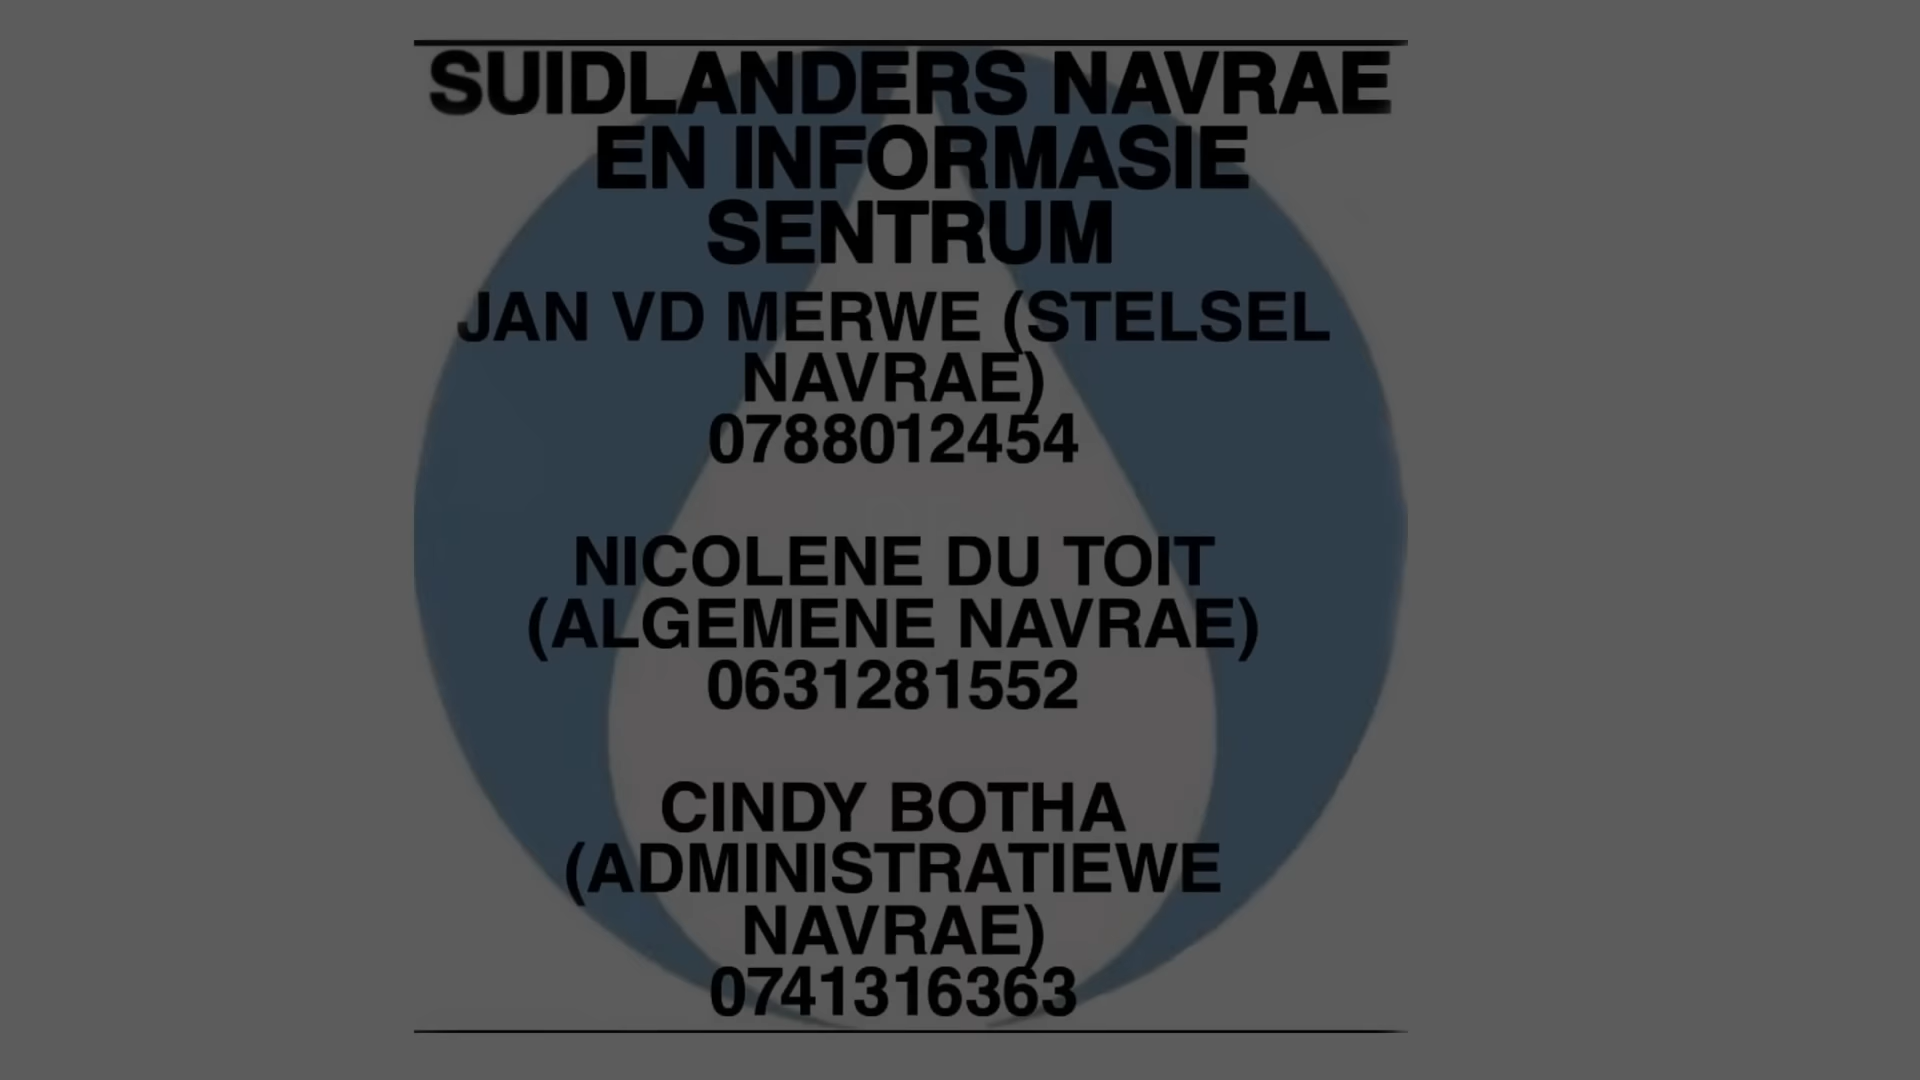 SUIDLANDERS NAVRAE
EN INFORMASIE
SENTRUM
JAN VD MERWE (STELSEL
NAVRAE)
0788012454
NICOLENE DU TOIT
(ALGEMENE NAVRAE)
0631281552
CINDY BOTHA
(ADMINISTRATIEWE
NAVRAE)
0741316363